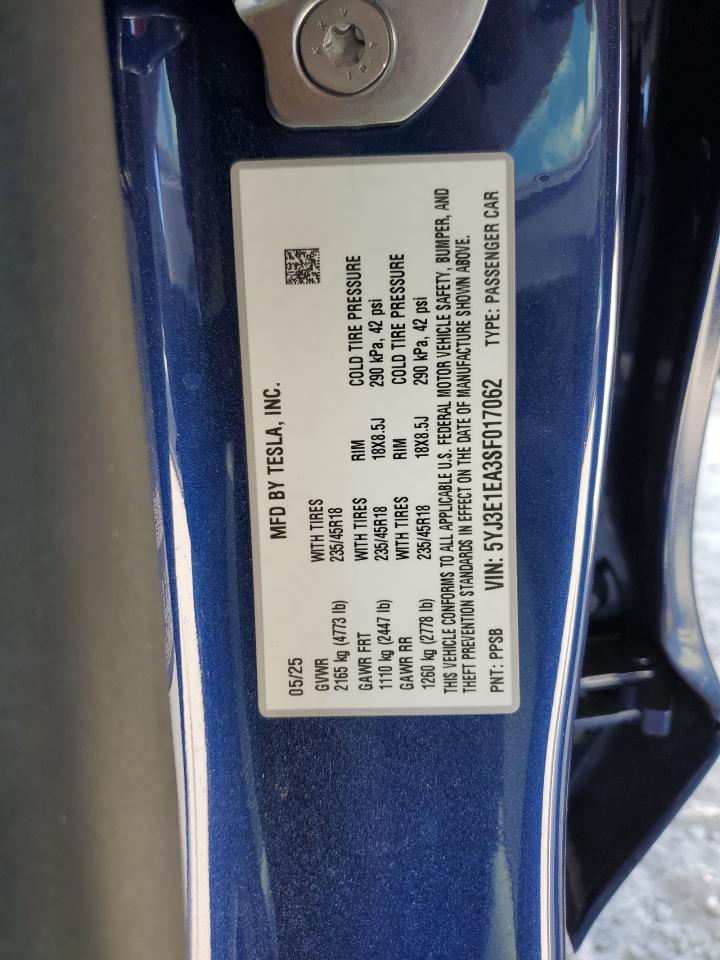 MFD BY TESLA, INC.
05/25
GVWR WITH TIRES RIM COLD TIRE PRESSURE
2165 kg (4773 lb) 235/45R18 18X8.5J 290 kPa, 42 psi
GAWR FRT WITH TIRES RIM COLD TIRE PRESSURE
1110 kg (2447 lb) 235/45R18 18X8.5J 290 kPa, 42 psi
GAWR RR WITH TIRES
1260 kg (2778 lb) 235/45R18
THIS VEHICLE CONFORMS TO ALL APPLICABLE U.S. FEDERAL MOTOR VEHICLE SAFETY, BUMPER, AND
THEFT PREVENTION STANDARDS IN EFFECT ON THE DATE OF MANUFACTURE SHOWN ABOVE.
PNT: PPSB VIN: 5YJ3E1EA3SF017062 TYPE: PASSENGER CAR